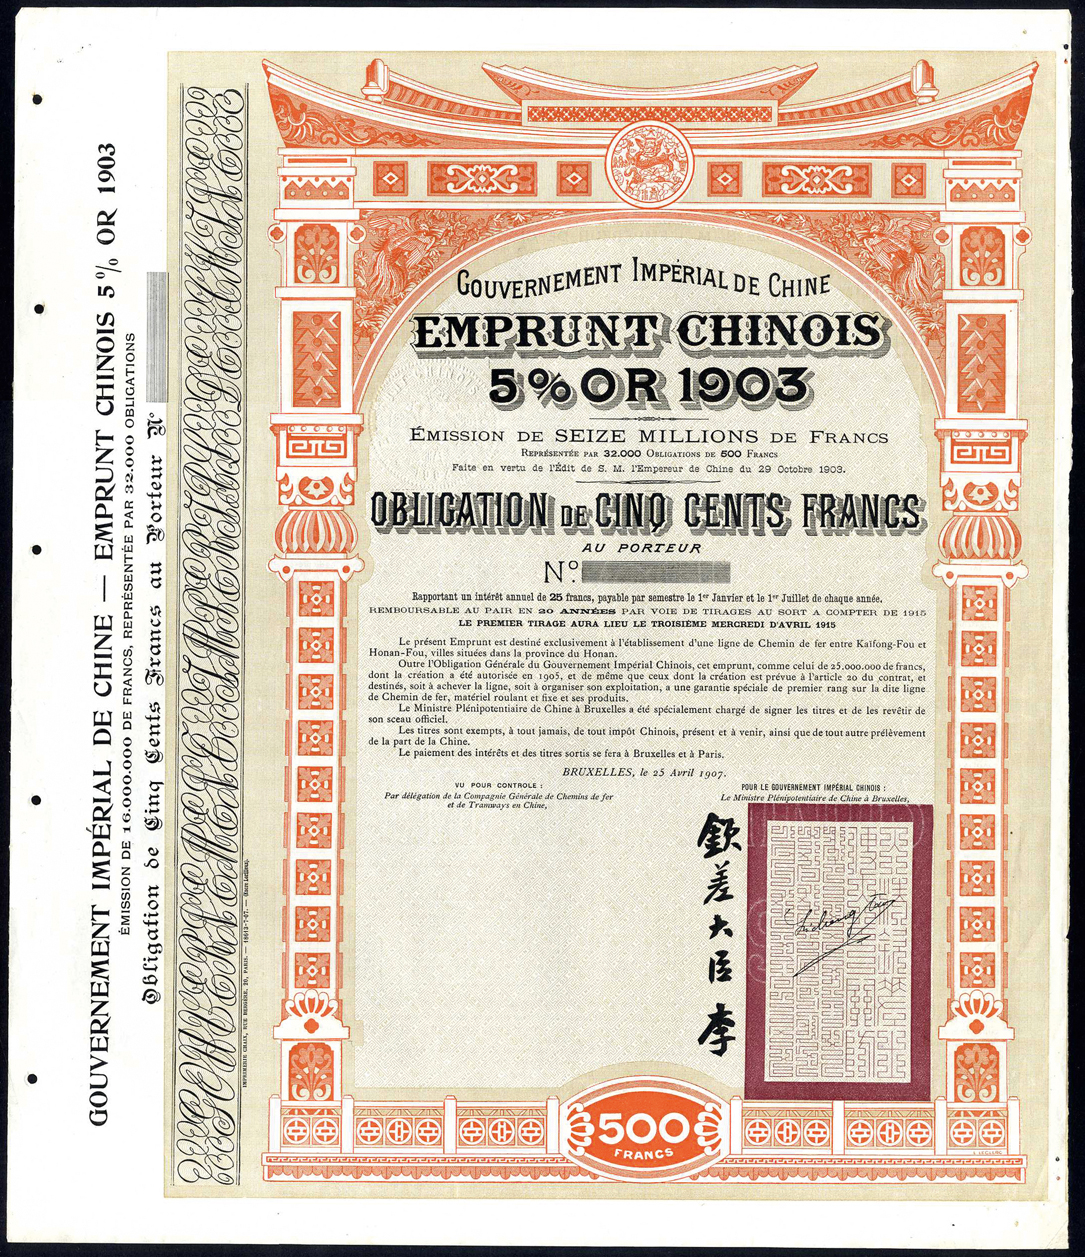 GOUVERNEMENT IMPÉRIAL DE CHINE — EMPRUNT CHINOIS 5% OR 1903
ÉMISSION DE 16.000.000 DE FRANCS, REPRÉSENTÉE PAR 32.000 OBLIGATIONS
Obligation de Cinq Cents Francs au Porteur N°
IMPRIMERIE CHAIX, RUE BERGÈRE, 20, PARIS. — 15613-7-07. — (Encre Lorilleux).
GOUVERNEMENT IMPÉRIAL DE CHINE
EMPRUNT CHINOIS
5% OR 1903
ÉMISSION DE SEIZE MILLIONS DE FRANCS
REPRÉSENTÉE PAR 32.000 OBLIGATIONS DE 500 FRANCS
Faite en vertu de l'Édit de S. M. l'Empereur de Chine du 29 Octobre 1903.
OBLIGATION DE CINQ CENTS FRANCS
AU PORTEUR
N°
Rapportant un intérêt annuel de 25 francs, payable par semestre le 1er Janvier et le 1er Juillet de chaque année.
REMBOURSABLE AU PAIR EN 20 ANNÉES PAR VOIE DE TIRAGES AU SORT A COMPTER DE 1915
LE PREMIER TIRAGE AURA LIEU LE TROISIÈME MERCREDI D'AVRIL 1915
Le présent Emprunt est destiné exclusivement à l'établissement d'une ligne de Chemin de fer entre Kaïfong-Fou et
Honan-Fou, villes situées dans la province du Honan.
Outre l'Obligation Générale du Gouvernement Impérial Chinois, cet emprunt, comme celui de 25.000.000 de francs,
dont la création a été autorisée en 1905, et de même que ceux dont la création est prévue à l'article 20 du contrat, et
destinés, soit à achever la ligne, soit à organiser son exploitation, a une garantie spéciale de premier rang sur la dite ligne
de Chemin de fer, matériel roulant et fixe et ses produits.
Le Ministre Plénipotentiaire de Chine à Bruxelles a été spécialement chargé de signer les titres et de les revêtir de
son sceau officiel.
Les titres sont exempts, à tout jamais, de tout impôt Chinois, présent et à venir, ainsi que de tout autre prélèvement
de la part de la Chine.
Le paiement des intérêts et des titres sortis se fera à Bruxelles et à Paris.
BRUXELLES, le 25 Avril 1907.
VU POUR CONTROLE :
Par délégation de la Compagnie Générale de Chemins de fer
et de Tramways en Chine,
POUR LE GOUVERNEMENT IMPÉRIAL CHINOIS :
Le Ministre Plénipotentiaire de Chine à Bruxelles,
欽差大臣李
500
FRANCS
L. LECLERC